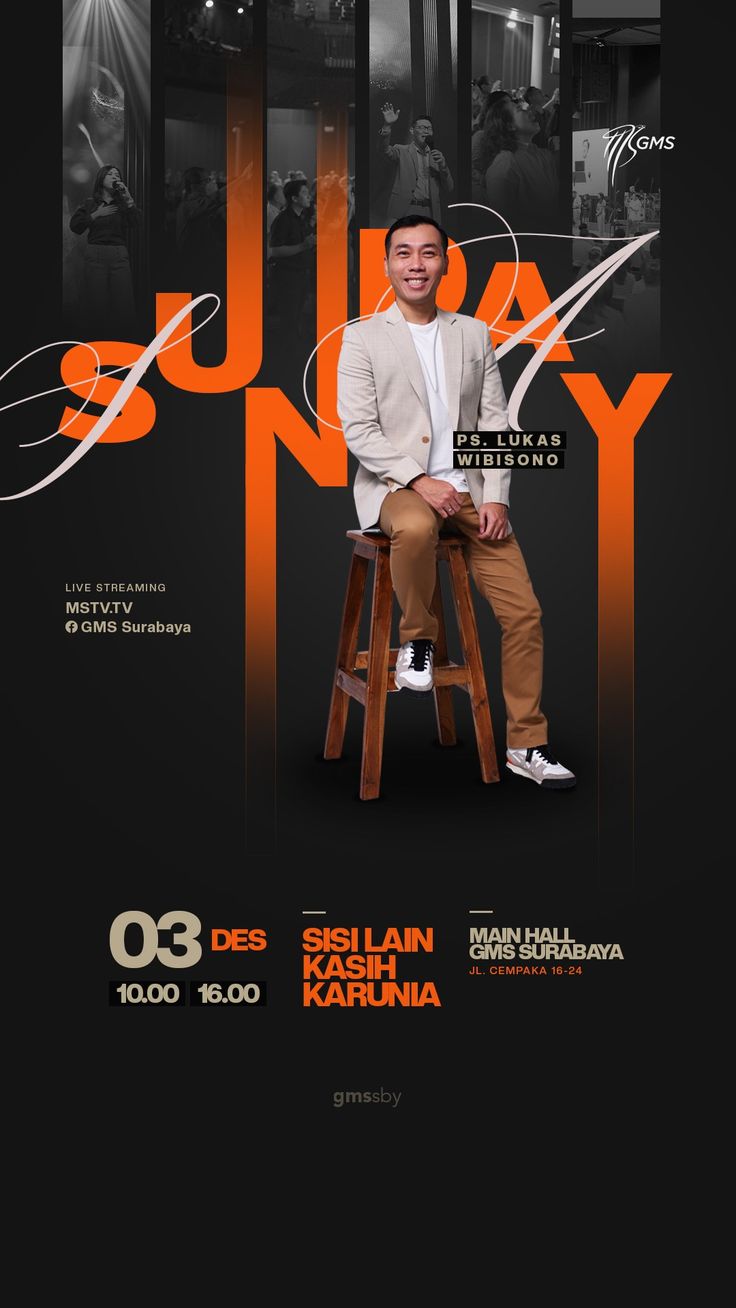 GMS
SUNDAY
PS. LUKAS
WIBISONO
LIVE STREAMING
MSTV.TV
GMS Surabaya
03 DES
10.00 16.00
SISI LAIN
KASIH
KARUNIA
MAIN HALL
GMS SURABAYA
JL. CEMPAKA 16-24
gmssby